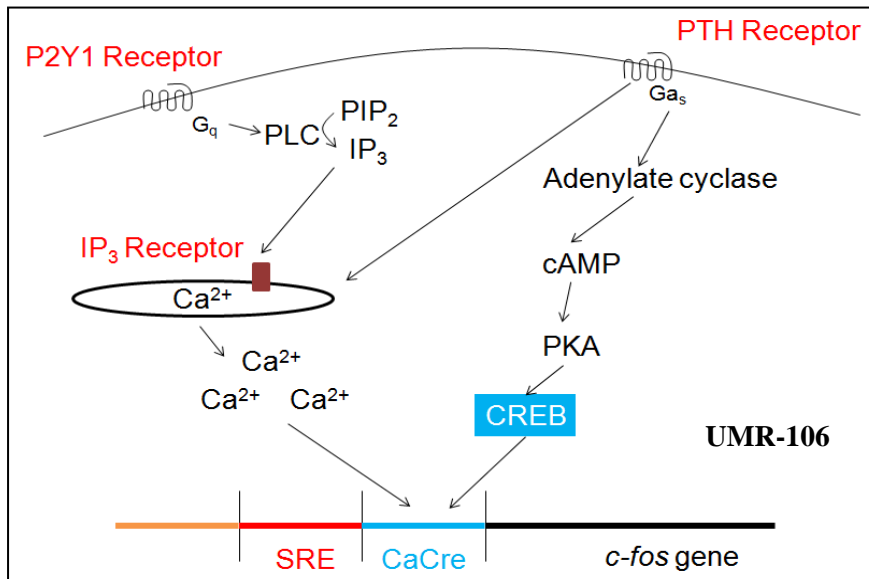 PTH Receptor
P2Y1 Receptor
Gas
Gq
PLC
PIP2
IP3
Adenylate cyclase
IP3 Receptor
cAMP
Ca2+
PKA
Ca2+
Ca2+ Ca2+
CREB
UMR-106
SRE CaCre c-fos gene